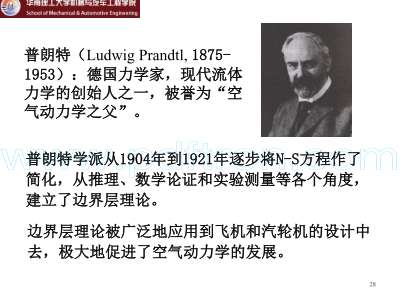 华南理工大学机械与汽车工程学院
School of Mechanical & Automotive Engineering
普朗特（Ludwig Prandtl, 1875-
1953）：德国力学家，现代流体
力学的创始人之一，被誉为“空
气动力学之父”。
普朗特学派从1904年到1921年逐步将N-S方程作了
简化，从推理、数学论证和实验测量等各个角度，
建立了边界层理论。
边界层理论被广泛地应用到飞机和汽轮机的设计中
去，极大地促进了空气动力学的发展。
28